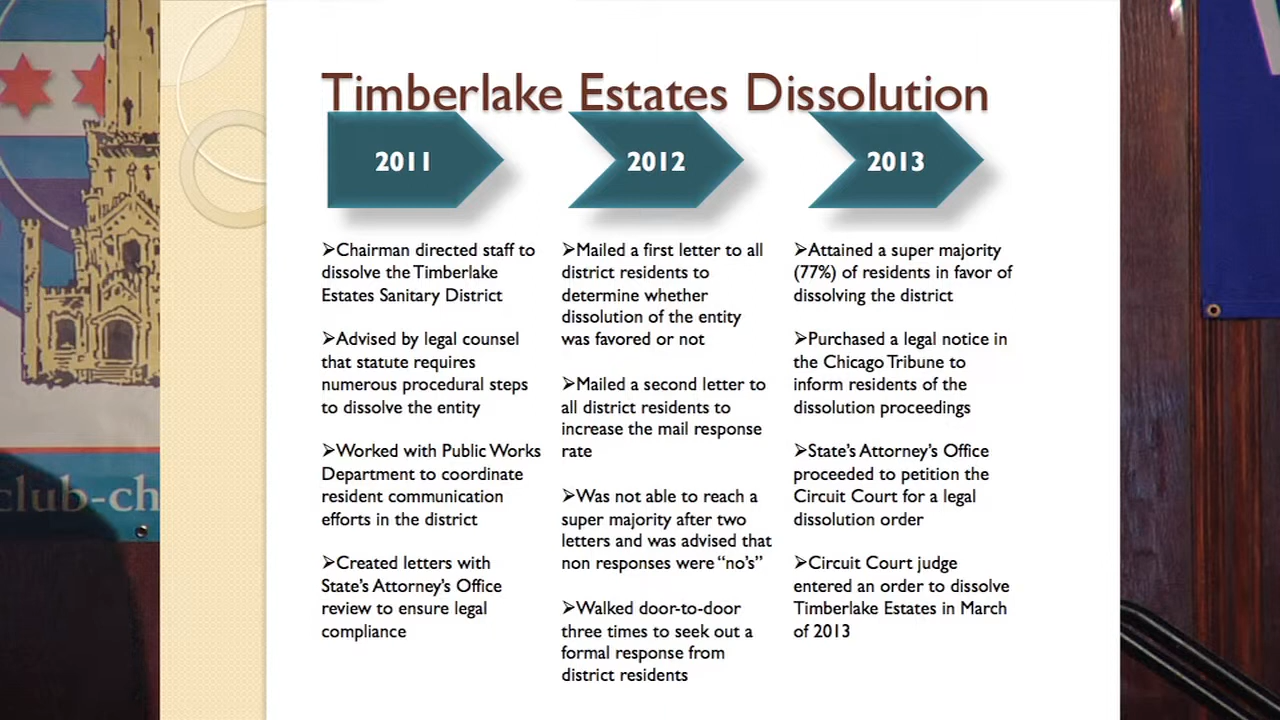 Timberlake Estates Dissolution
2011
2012
2013
➢Chairman directed staff to
dissolve the Timberlake
Estates Sanitary District
➢Advised by legal counsel
that statute requires
numerous procedural steps
to dissolve the entity
➢Worked with Public Works
Department to coordinate
resident communication
efforts in the district
➢Created letters with
State's Attorney's Office
review to ensure legal
compliance
➢Mailed a first letter to all
district residents to
determine whether
dissolution of the entity
was favored or not
➢Mailed a second letter to
all district residents to
increase the mail response
rate
➢Was not able to reach a
super majority after two
letters and was advised that
non responses were “no's”
➢Walked door-to-door
three times to seek out a
formal response from
district residents
➢Attained a super majority
(77%) of residents in favor of
dissolving the district
➢Purchased a legal notice in
the Chicago Tribune to
inform residents of the
dissolution proceedings
➢State's Attorney's Office
proceeded to petition the
Circuit Court for a legal
dissolution order
➢Circuit Court judge
entered an order to dissolve
Timberlake Estates in March
of 2013
club-ch